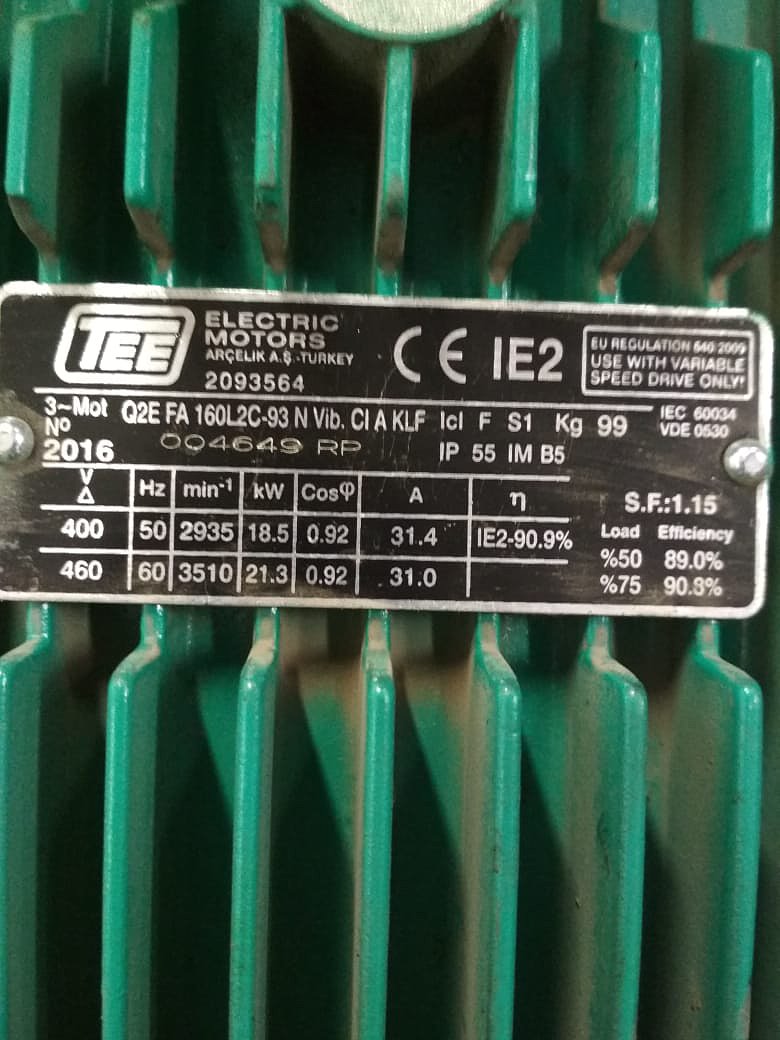 TEE
ELECTRIC
MOTORS
ARÇELIK A.Ş.-TURKEY
2093564
CE IE2
EU REGULATION 640 2009
USE WITH VARIABLE
SPEED DRIVE ONLY!
3~Mot Q2E FA 160L2C-93 N Vib. Cl A KLF Icl F S1 Kg 99
IEC 60034
VDE 0530
No
2016 004649 RP IP 55 IM B5
V Δ Hz min⁻¹ kW Cosφ A η
400 50 2935 18.5 0.92 31.4 IE2-90.9%
460 60 3510 21.3 0.92 31.0
S.F.:1.15
Load Efficiency
%50 89.0%
%75 90.8%